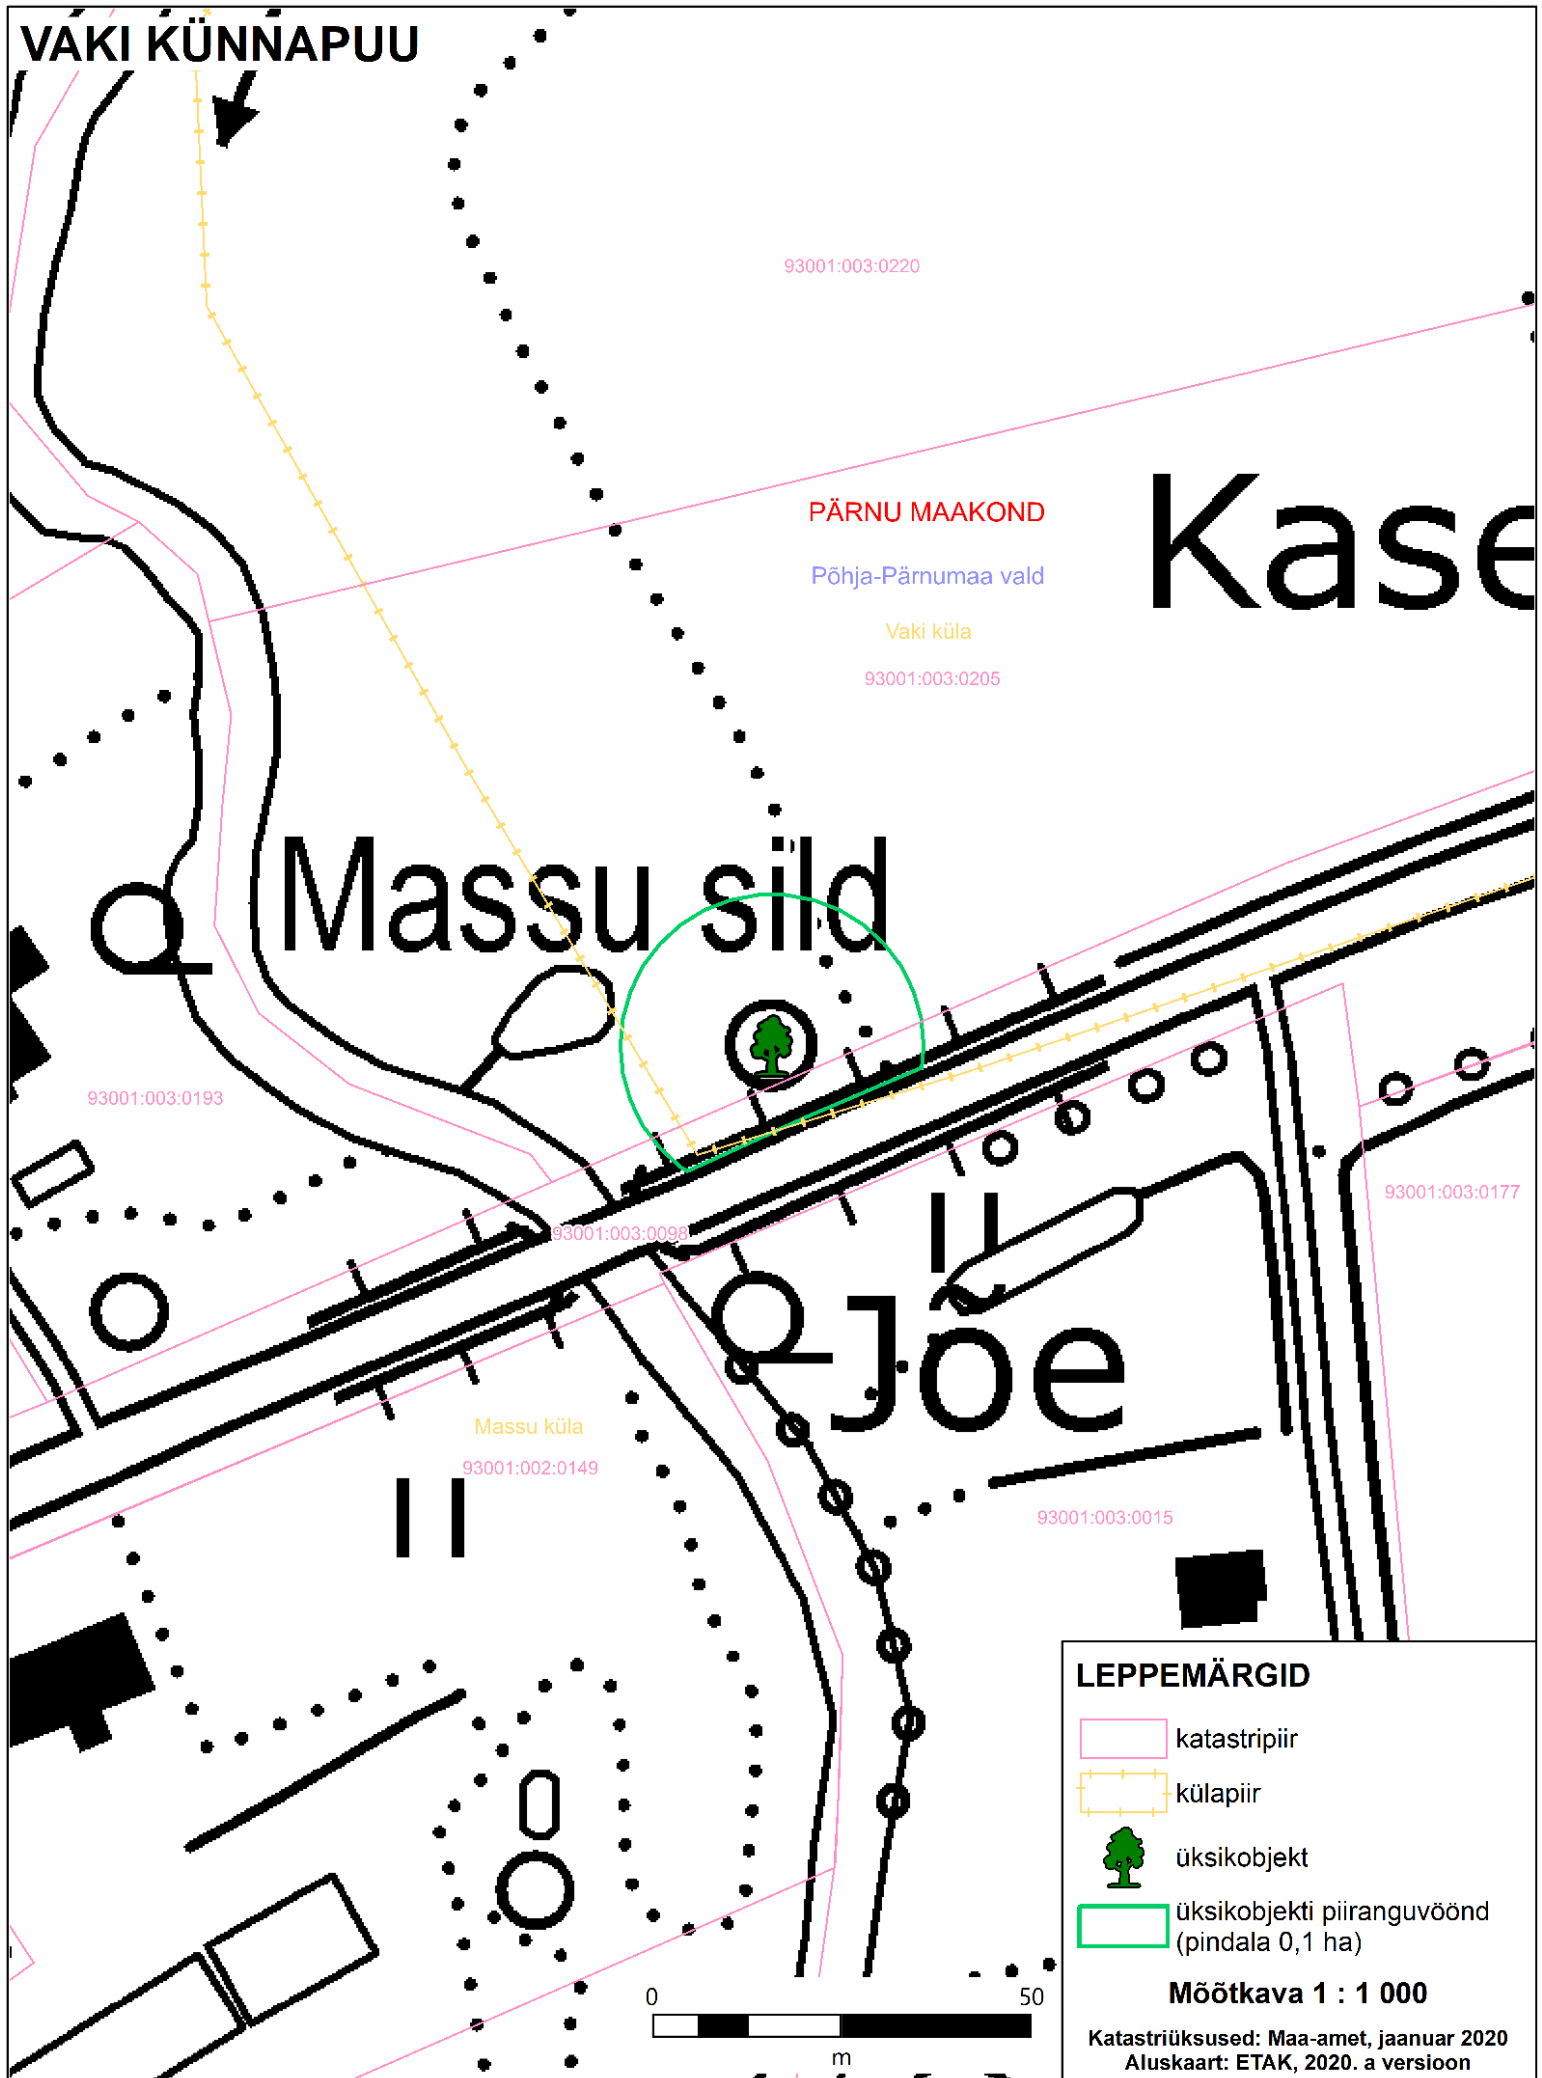 VAKI KÜNNAPUU
93001:003:0220
PÄRNU MAAKOND
Kase
Põhja-Pärnumaa vald
Vaki küla
93001:003:0205
Massu sild
93001:003:0193
93001:003:0177
93001:003:0098
Jõe
Massu küla
93001:002:0149
93001:003:0015
LEPPEMÄRGID
katastripiir
külapiir
üksikobjekt
üksikobjekti piiranguvöönd
(pindala 0,1 ha)
Mõõtkava 1 : 1 000
0 50
m
Katastriüksused: Maa-amet, jaanuar 2020
Aluskaart: ETAK, 2020. a versioon